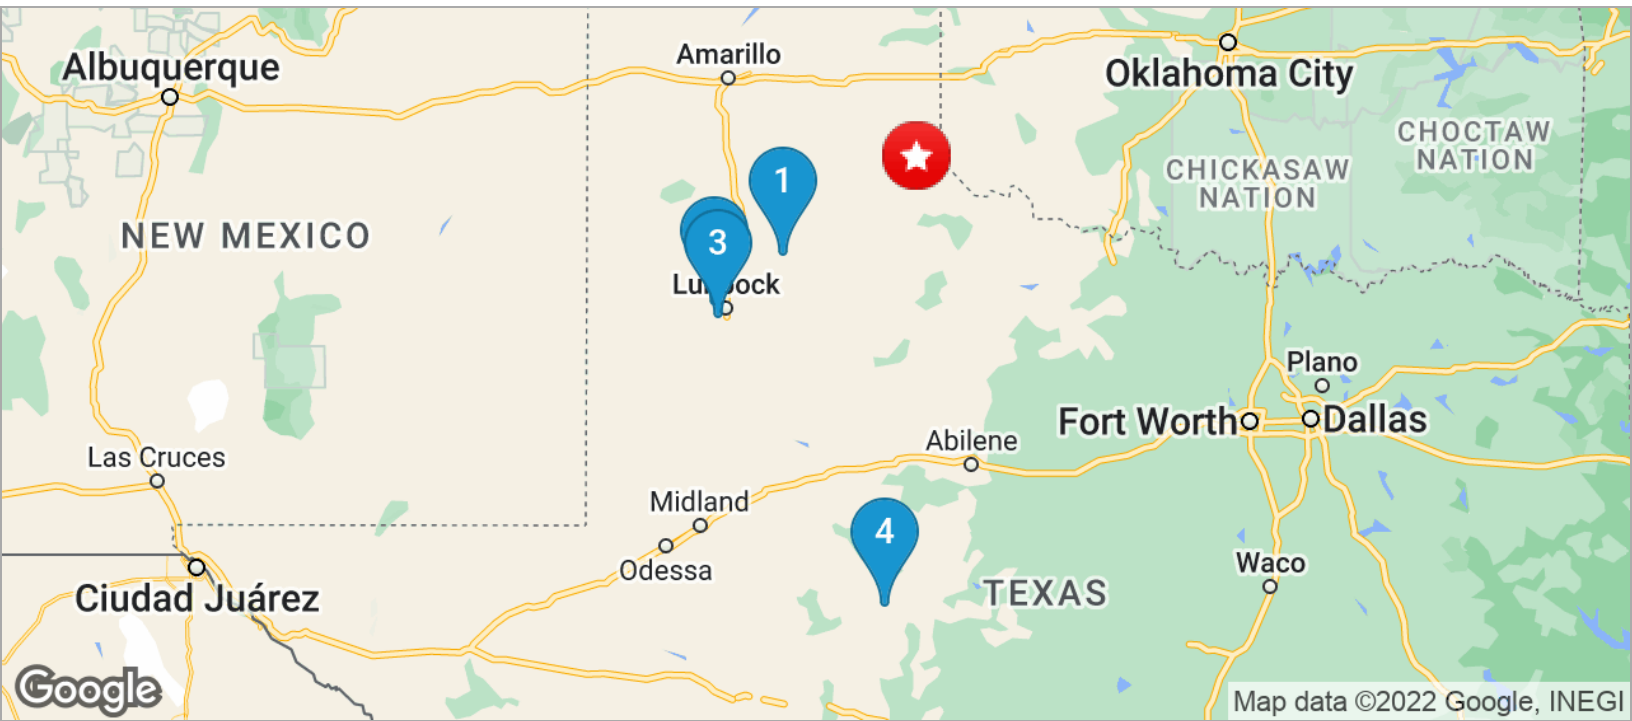 Amarillo
Albuquerque
Oklahoma City
CHOCTAW
NATION
CHICKASAW
NATION
1
NEW MEXICO
3
Plano
Fort Worth
Dallas
Abilene
Las Cruces
Midland
4
Odessa
Waco
Ciudad Juárez
TEXAS
Google
Map data ©2022 Google, INEGI